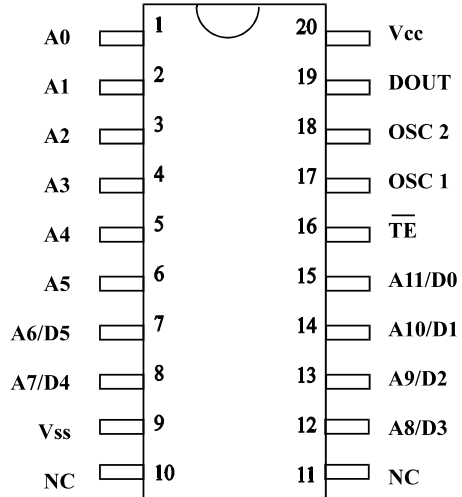 A0 1 20 Vcc
A1 2 19 DOUT
A2 3 18 OSC 2
A3 4 17 OSC 1
A4 5 16 T̅E̅
A5 6 15 A11/D0
A6/D5 7 14 A10/D1
A7/D4 8 13 A9/D2
Vss 9 12 A8/D3
NC 10 11 NC